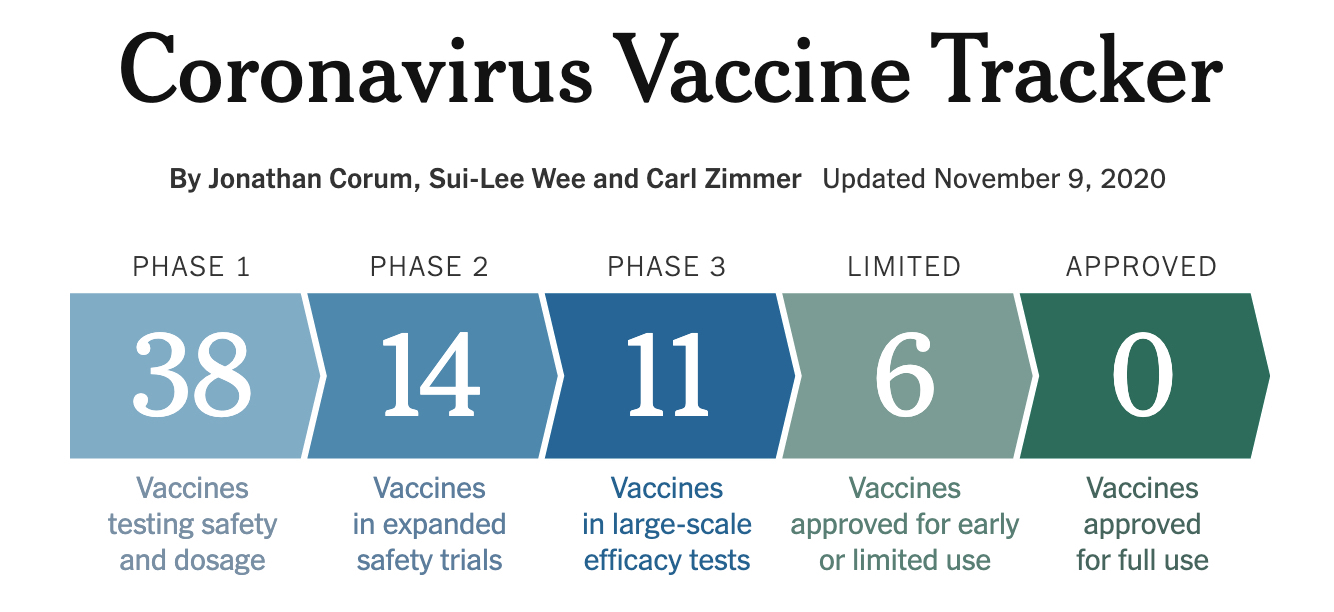 Coronavirus Vaccine Tracker
By Jonathan Corum, Sui-Lee Wee and Carl Zimmer Updated November 9, 2020
PHASE 1
38
Vaccines
testing safety
and dosage
PHASE 2
14
Vaccines
in expanded
safety trials
PHASE 3
11
Vaccines
in large-scale
efficacy tests
LIMITED
6
Vaccines
approved for early
or limited use
APPROVED
0
Vaccines
approved
for full use